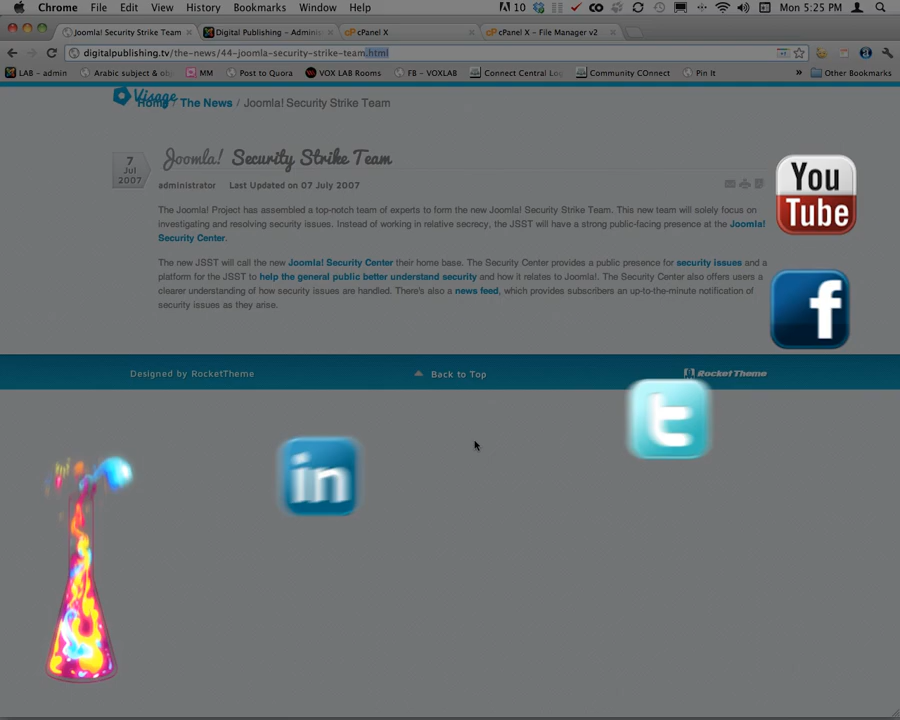 Chrome File Edit View History Bookmarks Window Help 10 Mon 5:25 PM
Joomla! Security Strike Team Digital Publishing - Adminis cPanel X cPanel X - File Manager v2
digitalpublishing.tv/the-news/44-joomla-security-strike-team.html
LAB - admin Arabic subject & ob MM Post to Quora VOX LAB Rooms FB - VOXLAB Connect Central Log Community COnnect Pin It » Other Bookmarks
Visage
Home / The News / Joomla! Security Strike Team
7
Jul
2007
Joomla! Security Strike Team
administrator Last Updated on 07 July 2007
The Joomla! Project has assembled a top-notch team of experts to form the new Joomla! Security Strike Team. This new team will solely focus on
investigating and resolving security issues. Instead of working in relative secrecy, the JSST will have a strong public-facing presence at the Joomla!
Security Center.
The new JSST will call the new Joomla! Security Center their home base. The Security Center provides a public presence for security issues and a
platform for the JSST to help the general public better understand security and how it relates to Joomla!. The Security Center also offers users a
clearer understanding of how security issues are handled. There's also a news feed, which provides subscribers an up-to-the-minute notification of
security issues as they arise.
You
Tube
f
Designed by RocketTheme Back to Top RocketTheme
t
in